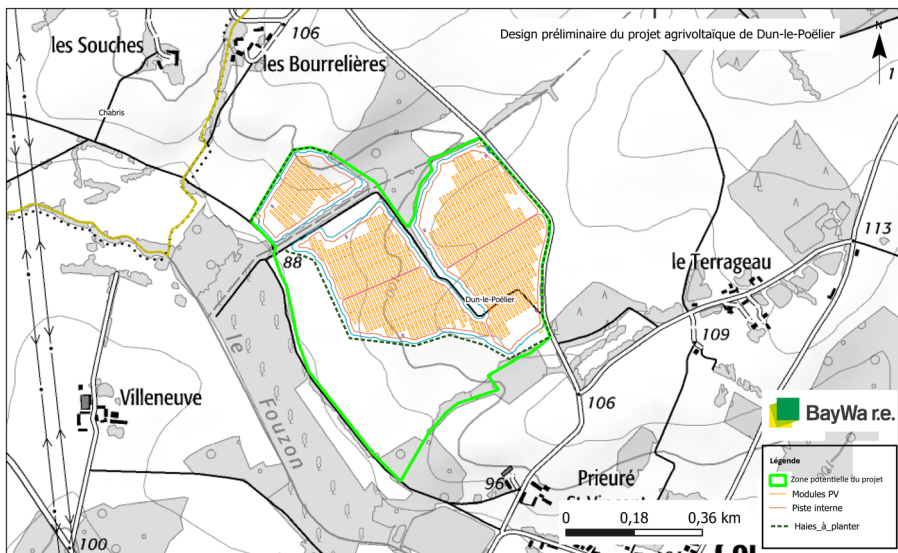 Design préliminaire du projet agrivoltaïque de Dun-le-Poëlier
N
106
les Souches
les Bourrelières
1
Chabris
113
88
le Terrageau
Dun-le-Poëlier
109
le
Fouzon
Villeneuve
106
BayWa r.e.
Prieuré
St-Vincent
96
100
0 0,18 0,36 km
Légende
Zone potentielle du projet
Modules PV
Piste interne
Haies_à_planter